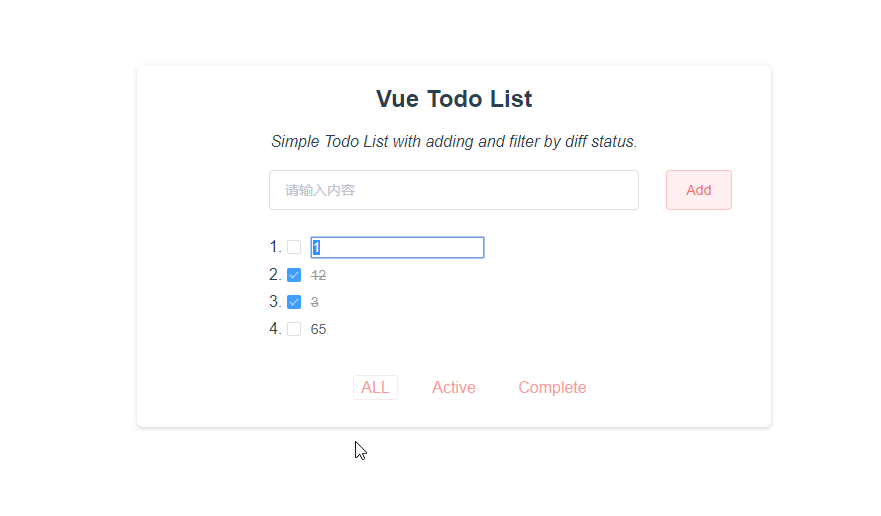 Vue Todo List
Simple Todo List with adding and filter by diff status.
请输入内容 Add
1. 1
2. 12
3. 3
4. 65
ALL Active Complete